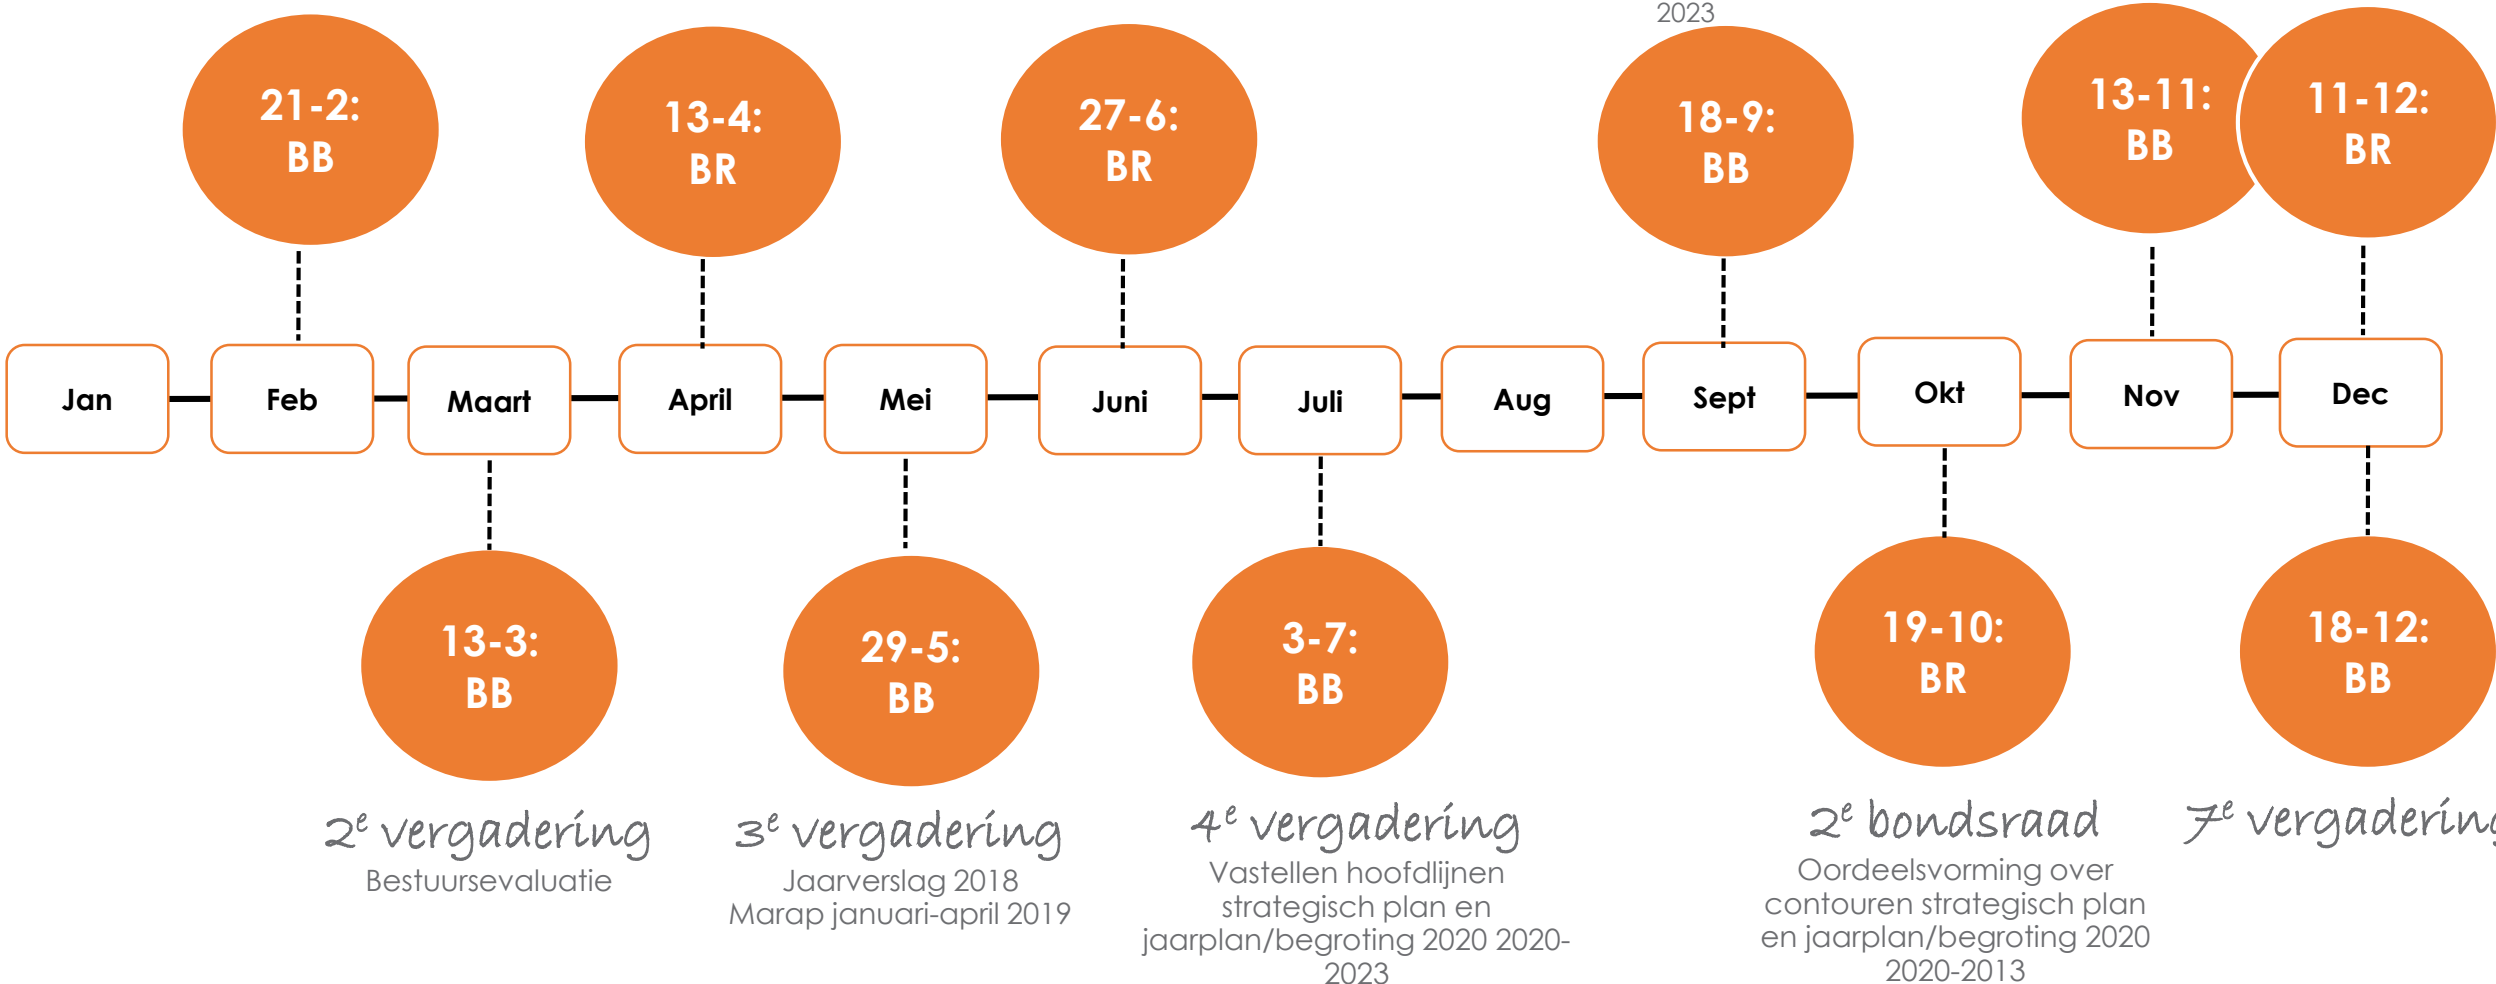 2023
21-2:
BB
13-4:
BR
27-6:
BR
18-9:
BB
13-11:
BB
11-12:
BR
Jan
Feb
Maart
April
Mei
Juni
Juli
Aug
Sept
Okt
Nov
Dec
13-3:
BB
29-5:
BB
3-7:
BB
19-10:
BR
18-12:
BB
2e vergadering
Bestuursevaluatie
3e vergadering
Jaarverslag 2018
Marap januari-april 2019
4e vergadering
Vastellen hoofdlijnen
strategisch plan en
jaarplan/begroting 2020 2020-
2023
2e bondsraad
Oordeelsvorming over
contouren strategisch plan
en jaarplan/begroting 2020
2020-2013
7e vergadering